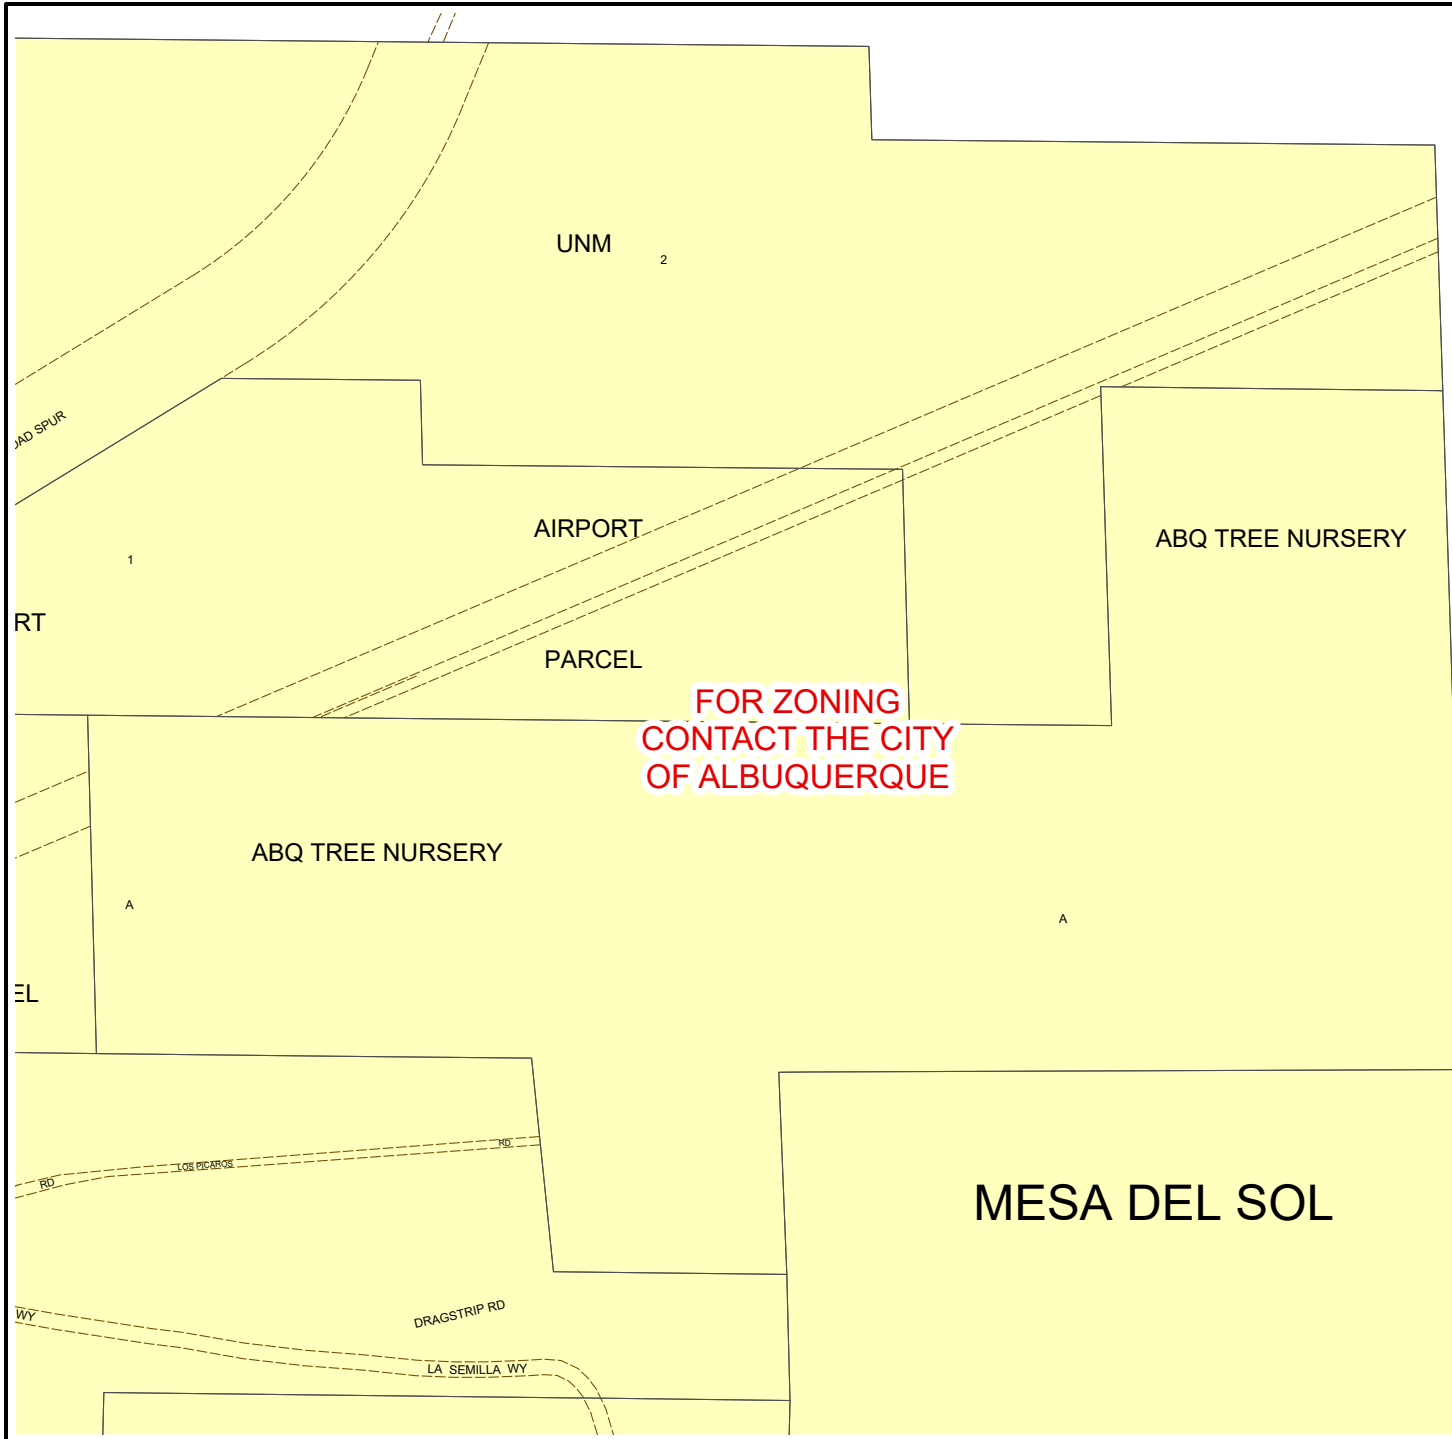 UNM
2
OAD SPUR
AIRPORT
ABQ TREE NURSERY
1
RT
PARCEL
FOR ZONING
CONTACT THE CITY
OF ALBUQUERQUE
ABQ TREE NURSERY
A
A
EL
RD
LOS PICAROS
RD
MESA DEL SOL
WY
DRAGSTRIP RD
LA SEMILLA WY